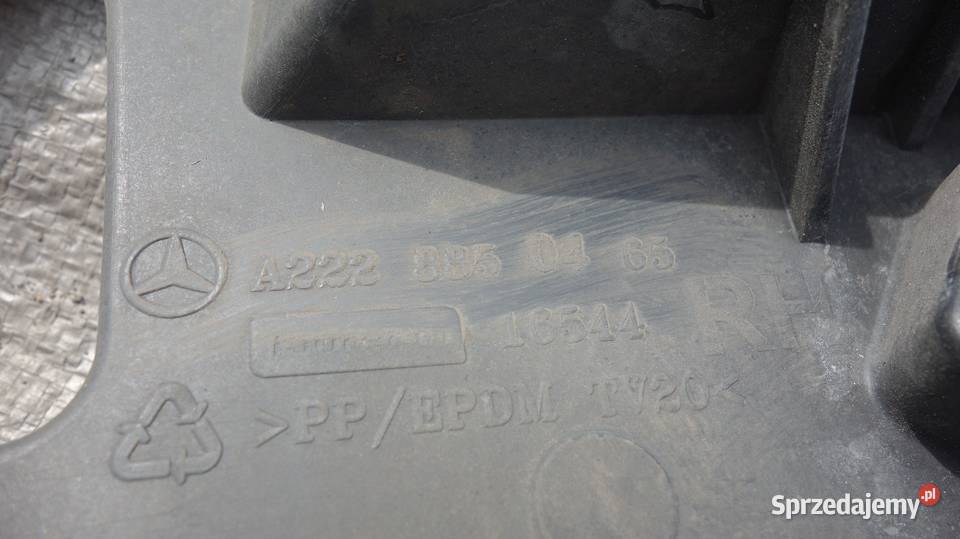 A222 885 04 65
16544 RH
>PP/EPDM TV20<
Sprzedajemy.pl